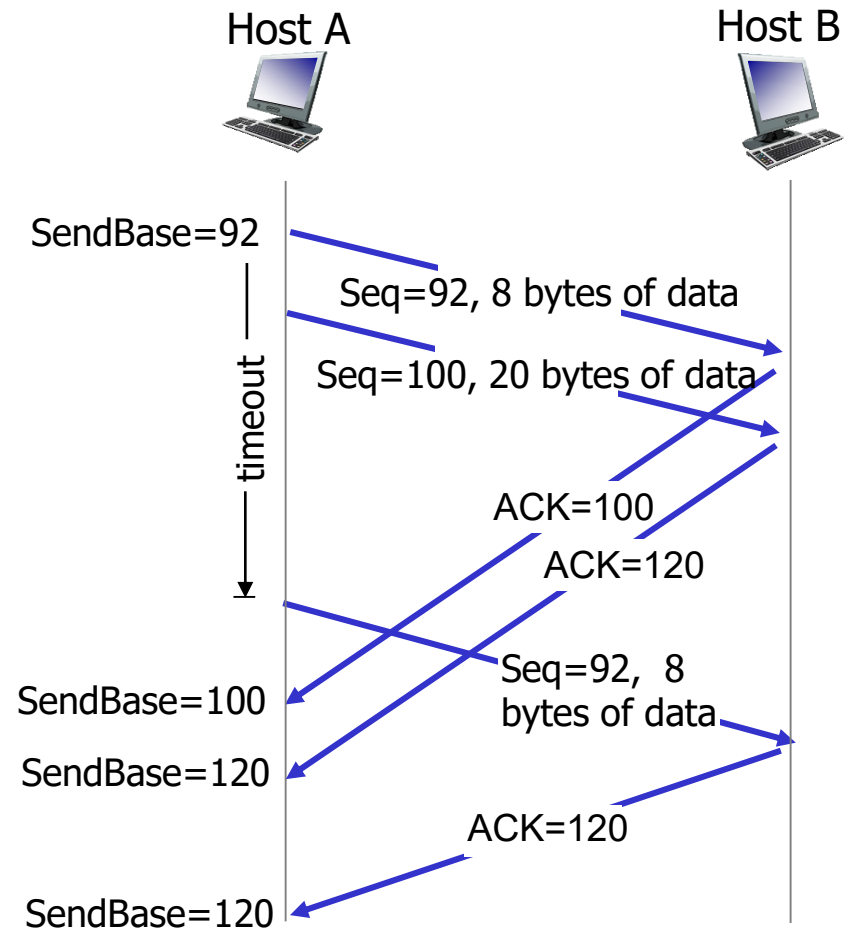 Host A
Host B
SendBase=92
Seq=92, 8 bytes of data
Seq=100, 20 bytes of data
timeout
ACK=100
ACK=120
Seq=92, 8
bytes of data
SendBase=100
SendBase=120
ACK=120
SendBase=120